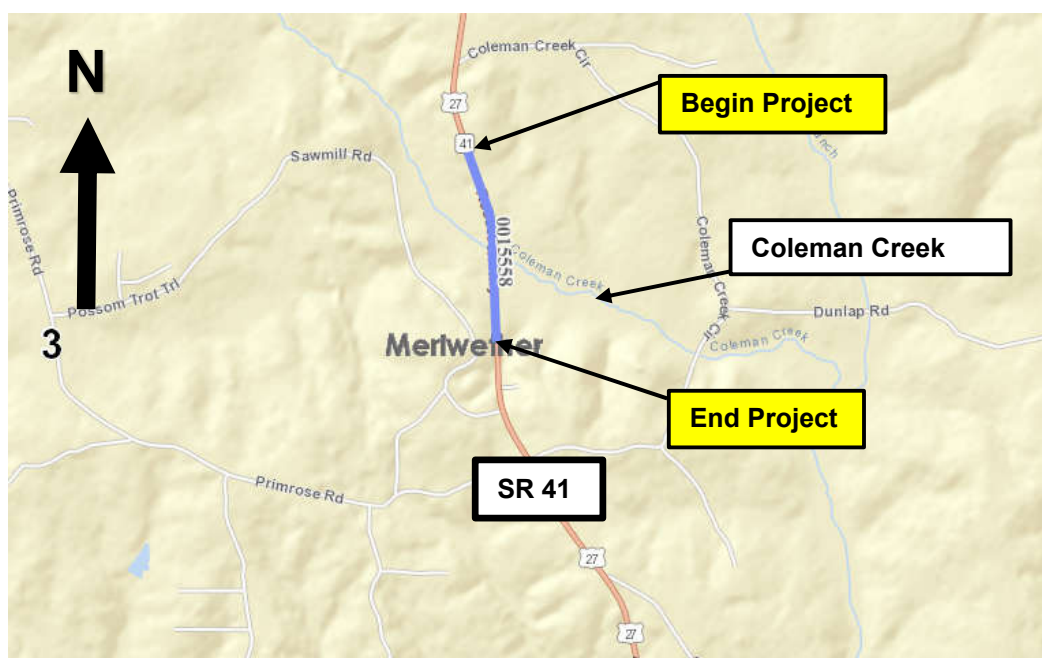 N
Coleman Creek Cir
27
Begin Project
41
Sawmill Rd
Primrose Rd
0015558
Coleman Creek
Coleman Creek Cir
Coleman Creek
Possom Trot Trl
Dunlap Rd
3
Meriwether
Coleman Creek
End Project
SR 41
Primrose Rd
27
27